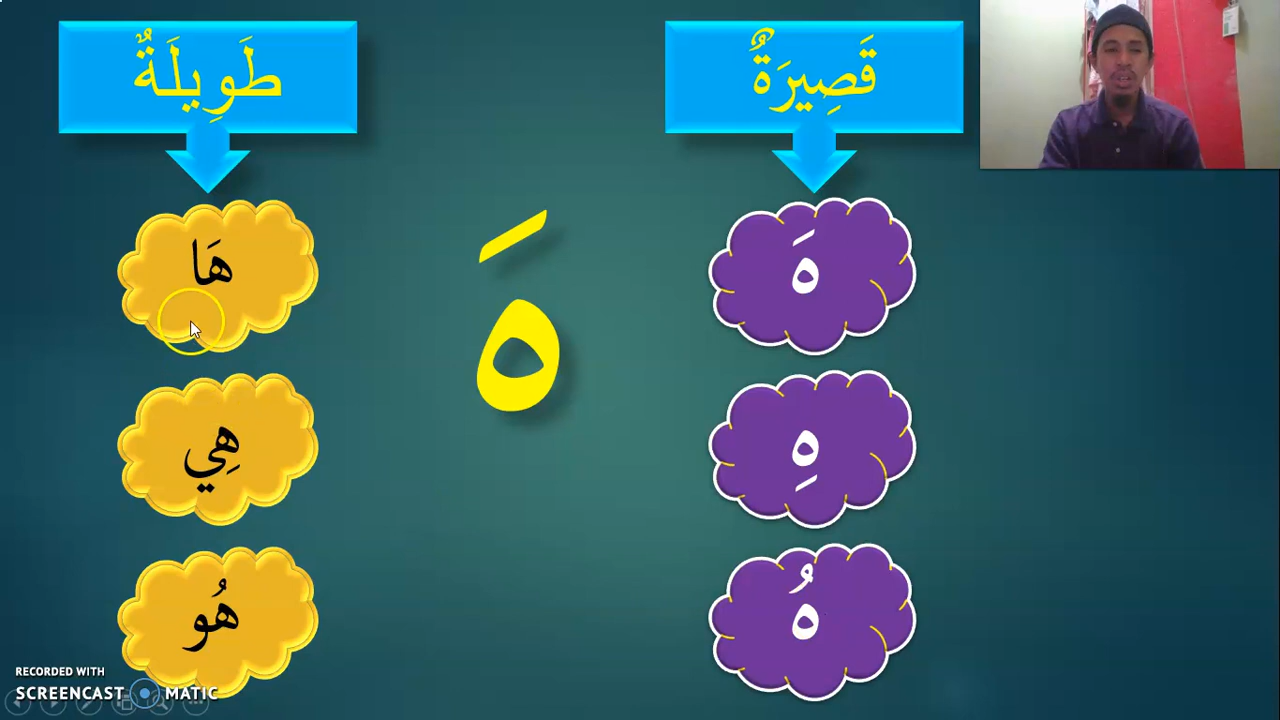 قَصِيرَةٌ
طَوِيلَةٌ
هَ
هَ
هَا
هِ
هِي
هُ
هُو
RECORDED WITH
SCREENCAST MATIC